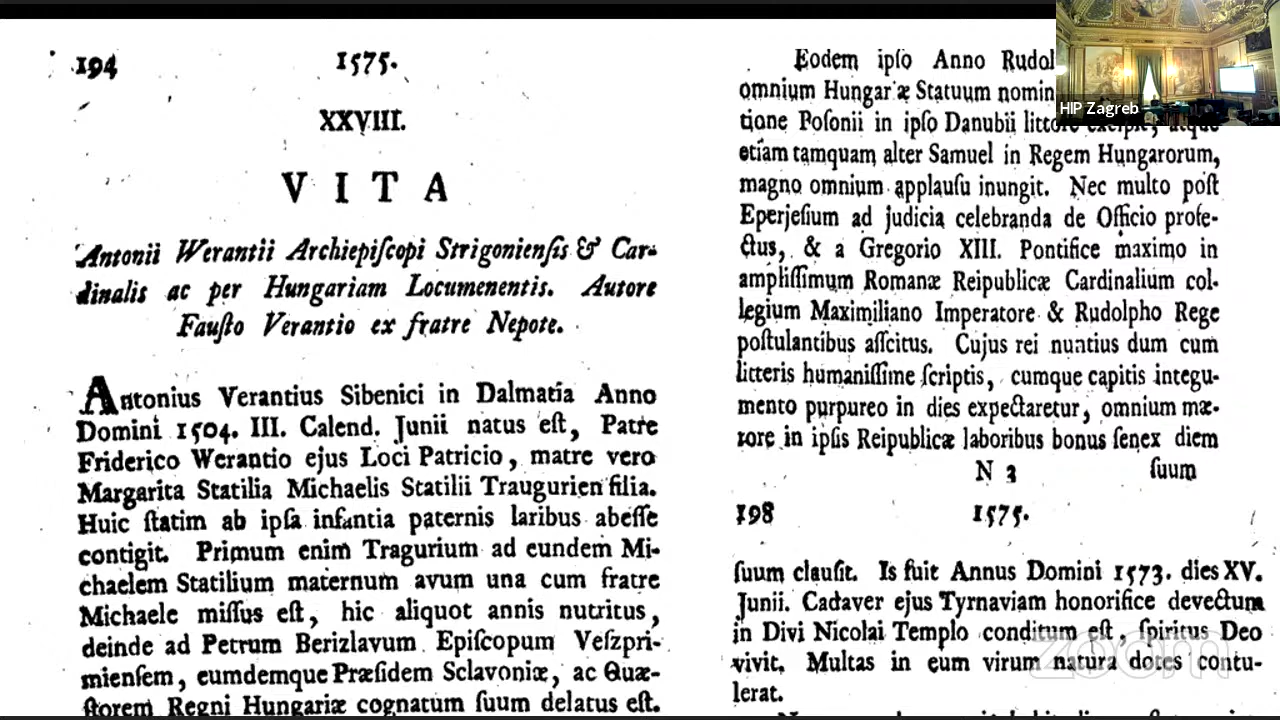 194 1575.
XXVIII.
VITA
Antonii Werantii Archiepiſcopi Strigonienſis & Car-
dinalis ac per Hungariam Locumenentis. Autore
Fauſto Verantio ex fratre Nepote.
Antonius Verantius Sibenici in Dalmatia Anno
Domini 1504. III. Calend. Junii natus eſt, Patre
Friderico Werantio ejus Loci Patricio, matre vero
Margarita Statilia Michaelis Statilii Traugurien filia.
Huic ſtatim ab ipſa infantia paternis laribus abeſſe
contigit. Primum enim Tragurium ad eundem Mi-
chaelem Statilium maternum avum una cum fratre
Michaele miſſus eſt, hic aliquot annis nutritus,
deinde ad Petrum Berizlavum Epiſcopum Veſzpri-
mienſem, eumdemque Præſidem Sclavoniæ, ac Quæ-
ſtorem Regni Hungariæ cognatum ſuum delatus eſt.
Eodem ipſo Anno Rudol
omnium Hungar æ Statuum nomin
tione Poſonii in ipſo Danubii littore excipit, atque
etiam tamquam alter Samuel in Regem Hungarorum,
magno omnium applauſu inungit. Nec multo poſt
Eperjeſium ad judicia celebranda de Officio profe-
ctus, & a Gregorio XIII. Pontifice maximo in
ampliſſimum Romanæ Reipublicæ Cardinalium col-
legium Maximiliano Imperatore & Rudolpho Rege
poſtulantibus aſſcitus. Cujus rei nuntius dum cum
litteris humaniſſime ſcriptis, cumque capitis integu-
mento purpureo in dies expectaretur, omnium mæ-
rore in ipſis Reipublicæ laboribus bonus ſenex diem
N 3 ſuum
198 1575.
ſuum clauſit. Is fuit Annus Domini 1573. dies XV.
Junii. Cadaver ejus Tyrnaviam honorifice devectum
in Divi Nicolai Templo conditum eſt, ſpiritus Deo
vivit. Multas in eum virum natura dotes contu-
lerat.
HIP Zagreb
zoom